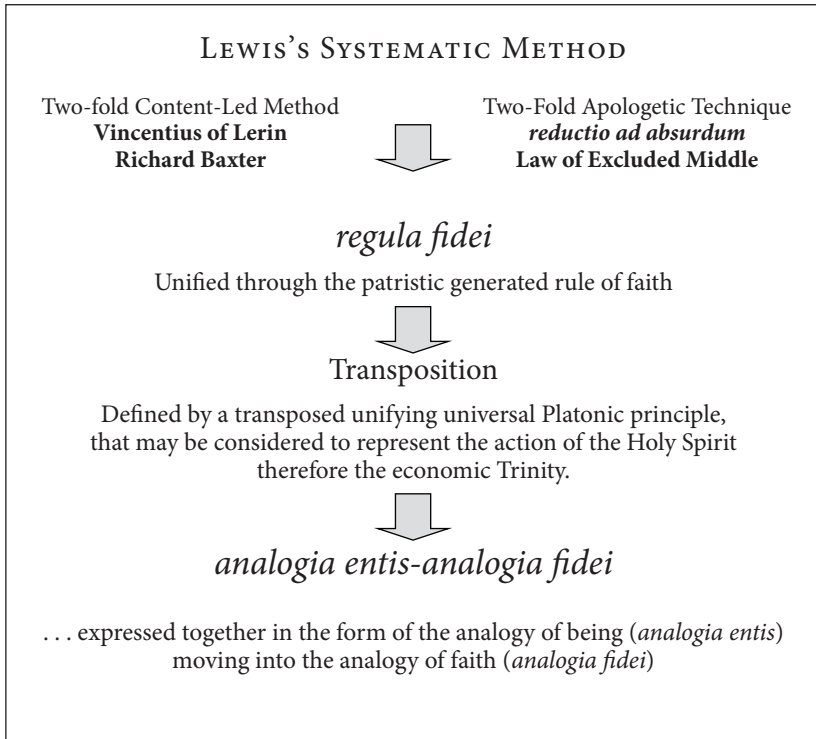 Lewis's Systematic Method
Two-fold Content-Led Method
Vincentius of Lerin
Richard Baxter
Two-Fold Apologetic Technique
reductio ad absurdum
Law of Excluded Middle
regula fidei
Unified through the patristic generated rule of faith
Transposition
Defined by a transposed unifying universal Platonic principle,
that may be considered to represent the action of the Holy Spirit
therefore the economic Trinity.
analogia entis-analogia fidei
. . . expressed together in the form of the analogy of being (analogia entis)
moving into the analogy of faith (analogia fidei)